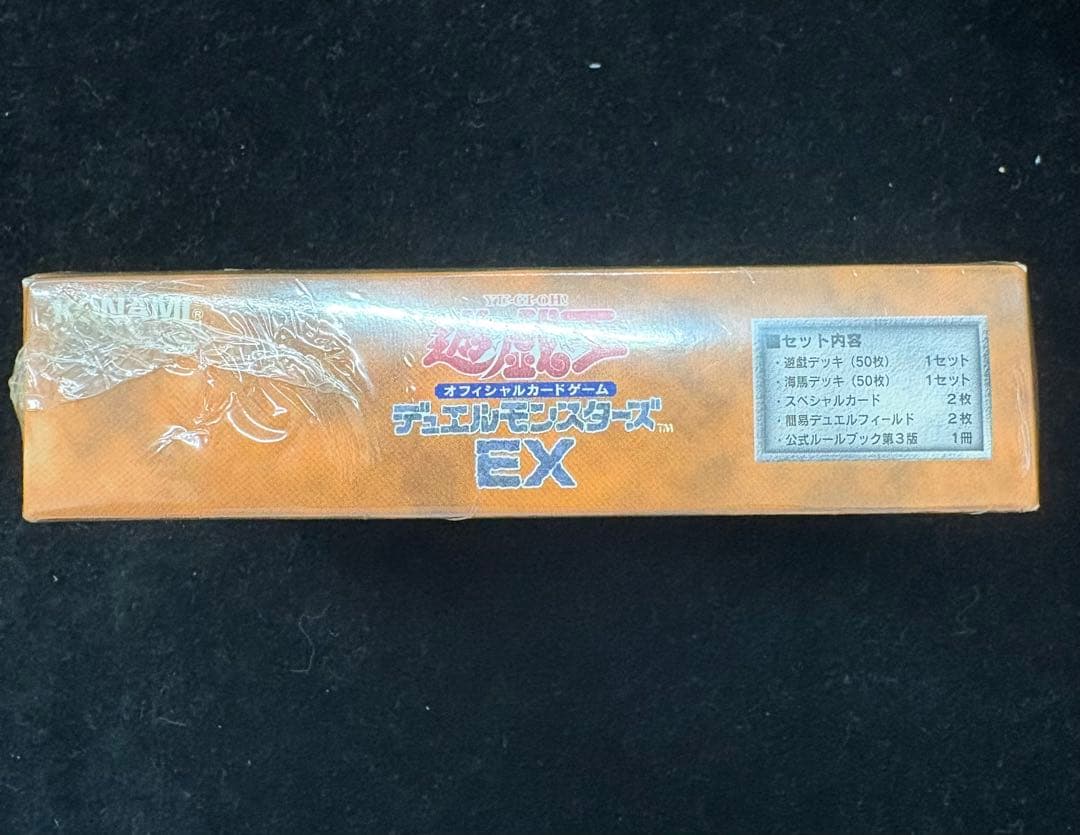 KONAMI®
YU-GI-OH!
遊戯王
オフィシャルカードゲーム
デュエルモンスターズ™
EX
■セット内容
・遊戯デッキ（50枚） 1セット
・海馬デッキ（50枚） 1セット
・スペシャルカード 2枚
・簡易デュエルフィールド 2枚
・公式ルールブック第3版 1冊